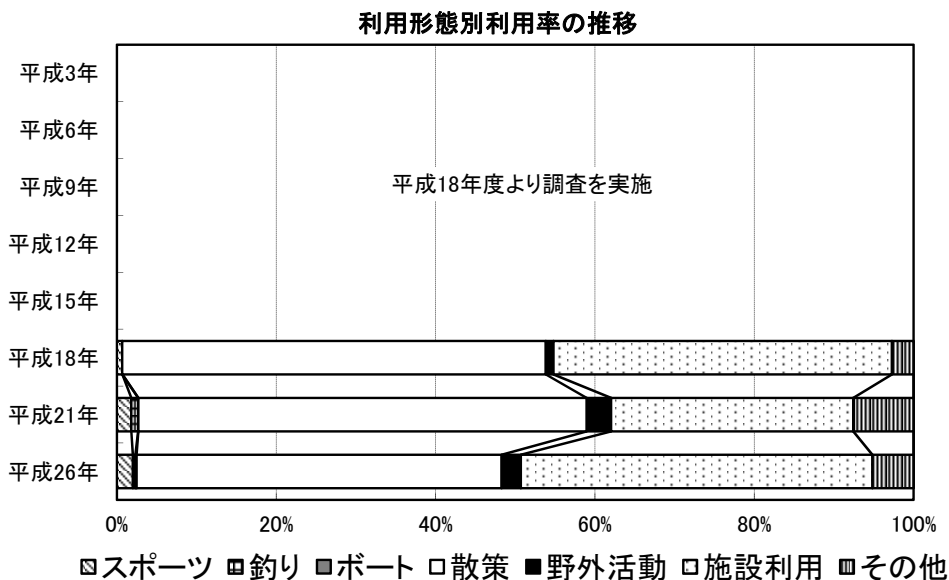 利用形態別利用率の推移
平成3年
平成6年
平成9年
平成18年度より調査を実施
平成12年
平成15年
平成18年
平成21年
平成26年
0% 20% 40% 60% 80% 100%
スポーツ 釣り ボート 散策 野外活動 施設利用 その他